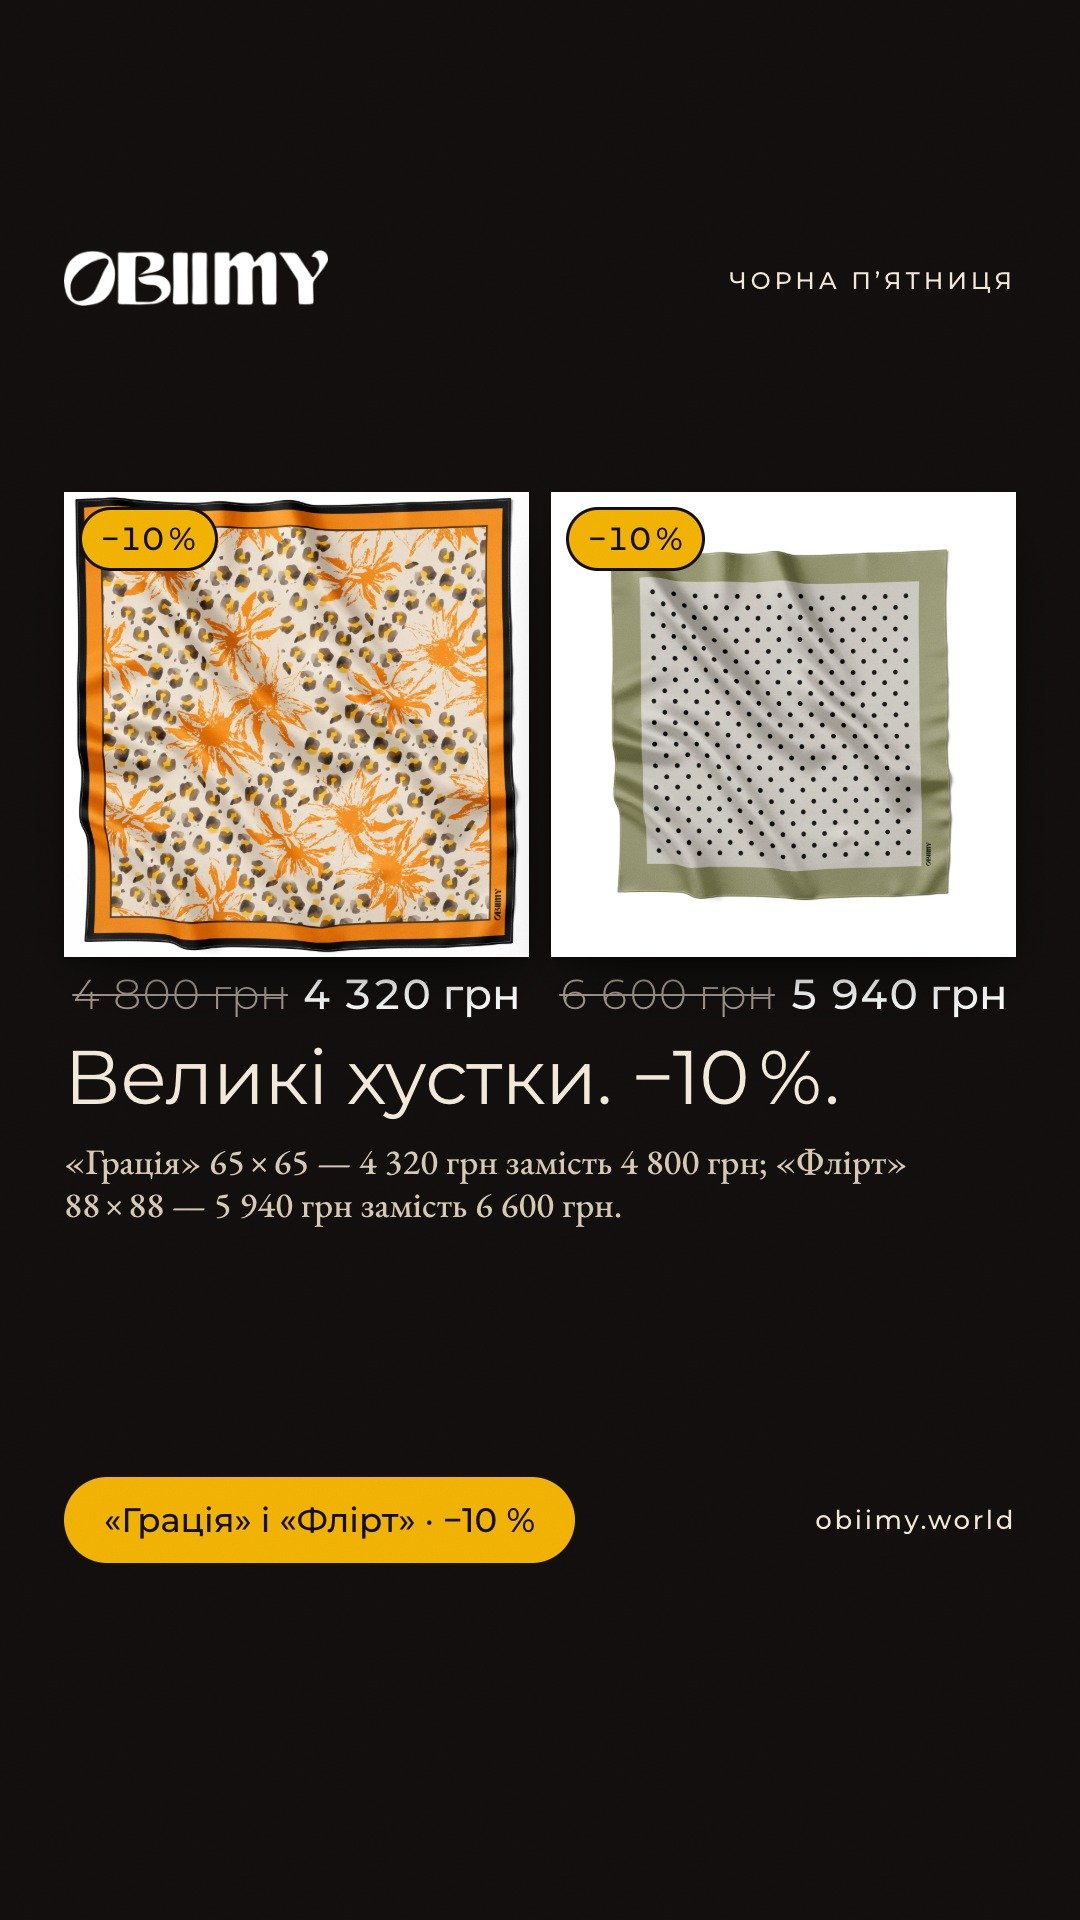 OBIIMY
ЧОРНА П’ЯТНИЦЯ
−10 %
−10 %
OBIIMY
OBIIMY
4 800 грн 4 320 грн
6 600 грн 5 940 грн
Великі хустки. −10 %.
«Грація» 65 × 65 — 4 320 грн замість 4 800 грн; «Флірт»
88 × 88 — 5 940 грн замість 6 600 грн.
«Грація» і «Флірт» · −10 %
obiimy.world